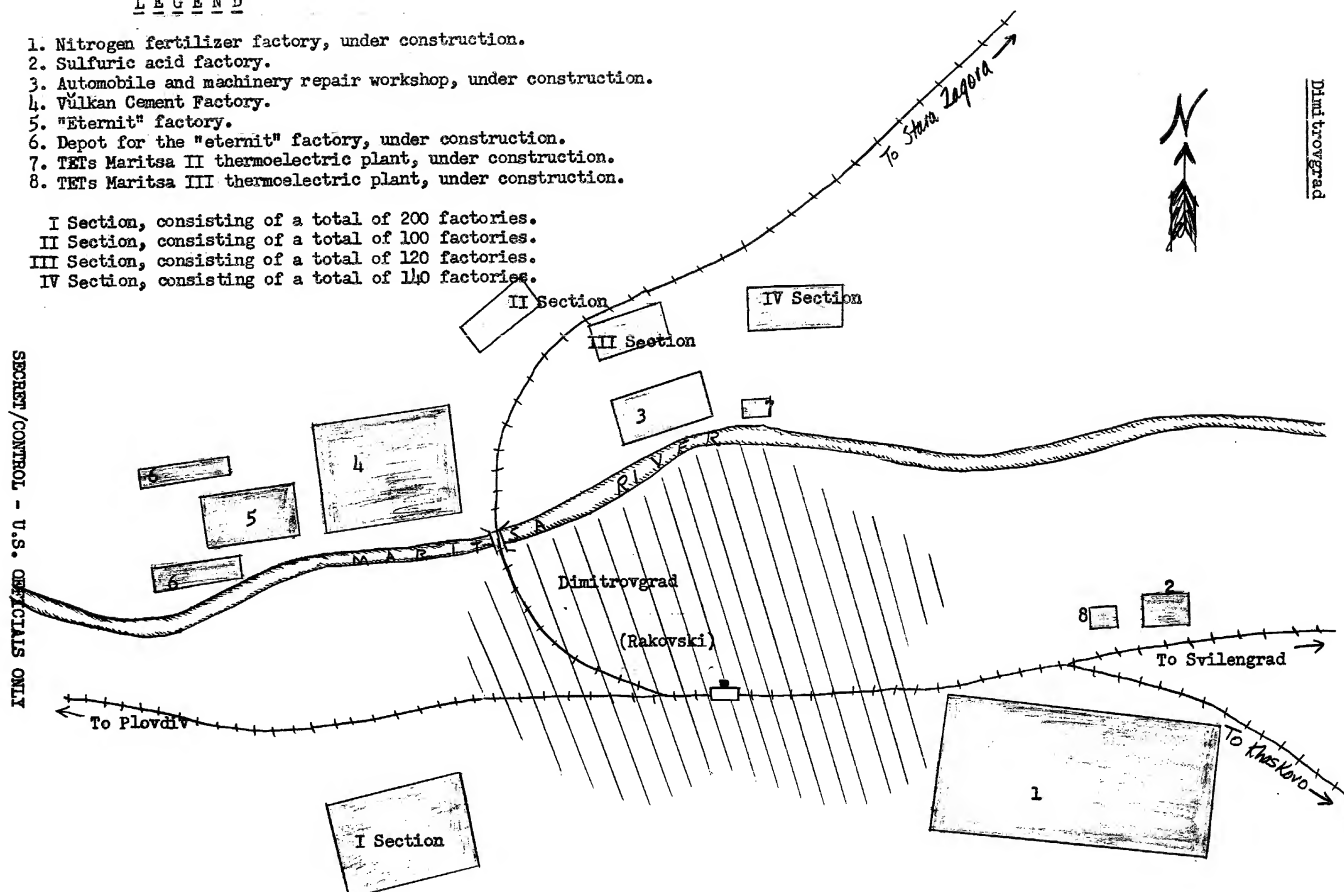 LEGEND
1. Nitrogen fertilizer factory, under construction.
2. Sulfuric acid factory.
3. Automobile and machinery repair workshop, under construction.
4. Vŭlkan Cement Factory.
5. "Eternit" factory.
6. Depot for the "eternit" factory, under construction.
7. TETs Maritsa II thermoelectric plant, under construction.
8. TETs Maritsa III thermoelectric plant, under construction.
I Section, consisting of a total of 200 factories.
II Section, consisting of a total of 100 factories.
III Section, consisting of a total of 120 factories.
IV Section, consisting of a total of 140 factories.
To Stara Zagora
N
Dimitrovgrad
II Section
III Section
IV Section
3
7
4
6
5
6
MARITSA RIVER
Dimitrovgrad
(Rakovski)
8
2
To Svilengrad
To Plovdiv
To Khaskovo
1
I Section
SECRET/CONTROL - U.S. OFFICIALS ONLY